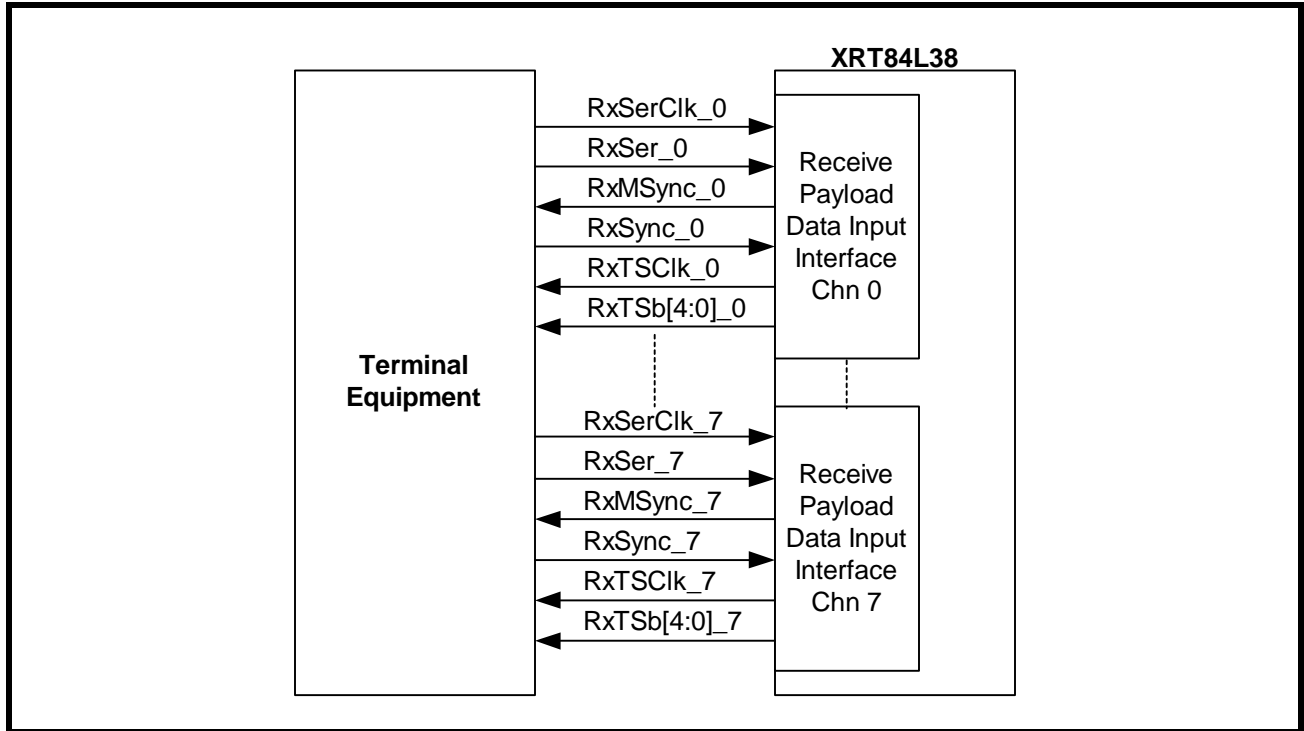 XRT84L38
Terminal
Equipment
RxSerClk_0
RxSer_0
RxMSync_0
RxSync_0
RxTSClk_0
RxTSb[4:0]_0
Receive
Payload
Data Input
Interface
Chn 0
RxSerClk_7
RxSer_7
RxMSync_7
RxSync_7
RxTSClk_7
RxTSb[4:0]_7
Receive
Payload
Data Input
Interface
Chn 7